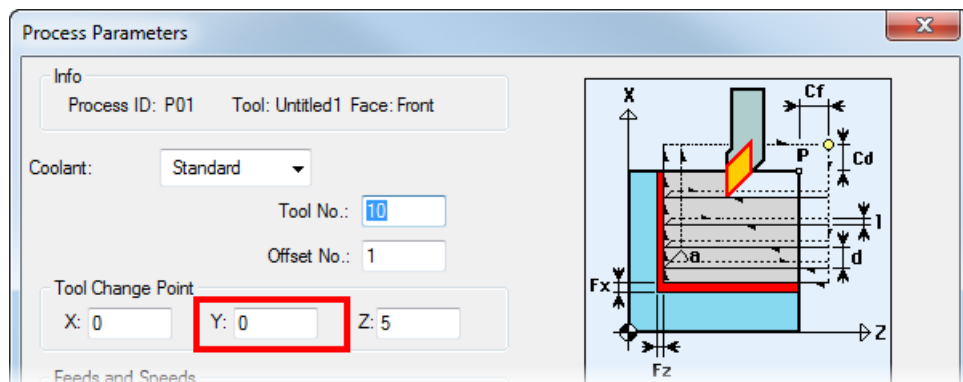 Process Parameters
Info
Process ID: P01 Tool: Untitled1 Face: Front
Coolant: Standard
Tool No.: 10
Offset No.: 1
Tool Change Point
X: 0 Y: 0 Z: 5
Feeds and Speeds
X
Cf
P
Cd
l
a
d
Fx
Z
Fz